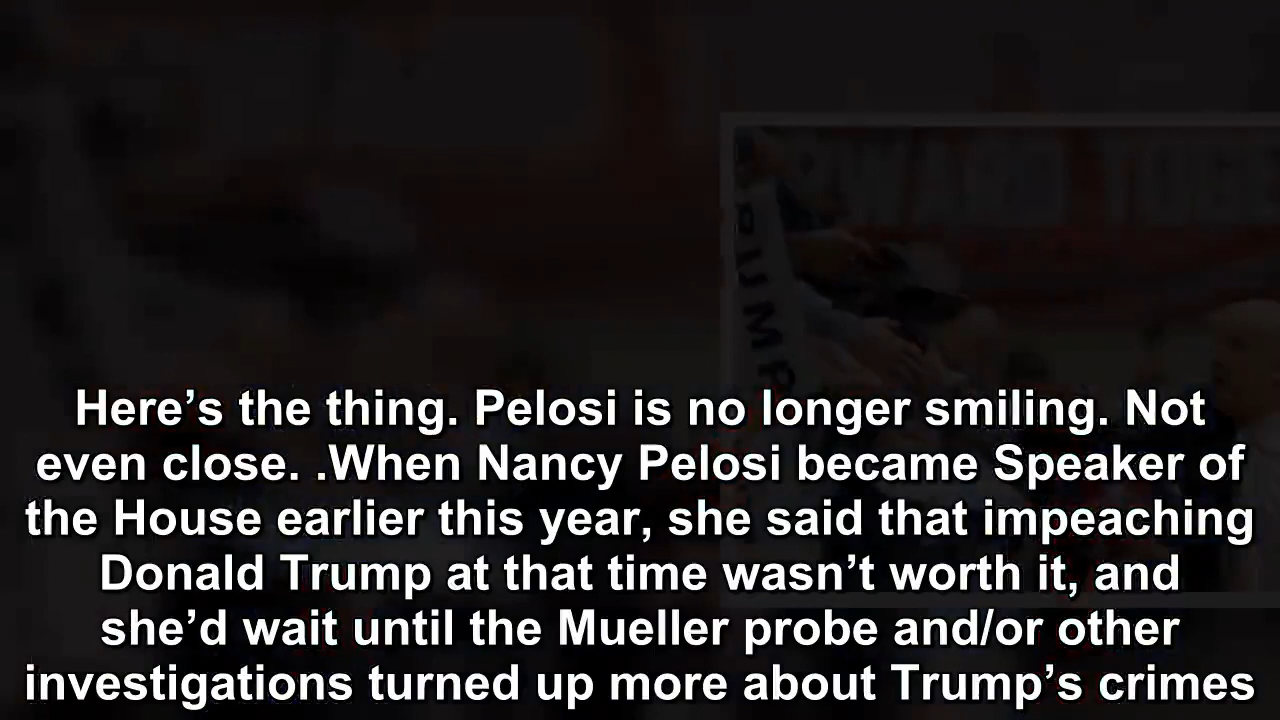 RUMP
Here’s the thing. Pelosi is no longer smiling. Not
even close. .When Nancy Pelosi became Speaker of
the House earlier this year, she said that impeaching
Donald Trump at that time wasn’t worth it, and
she’d wait until the Mueller probe and/or other
investigations turned up more about Trump’s crimes